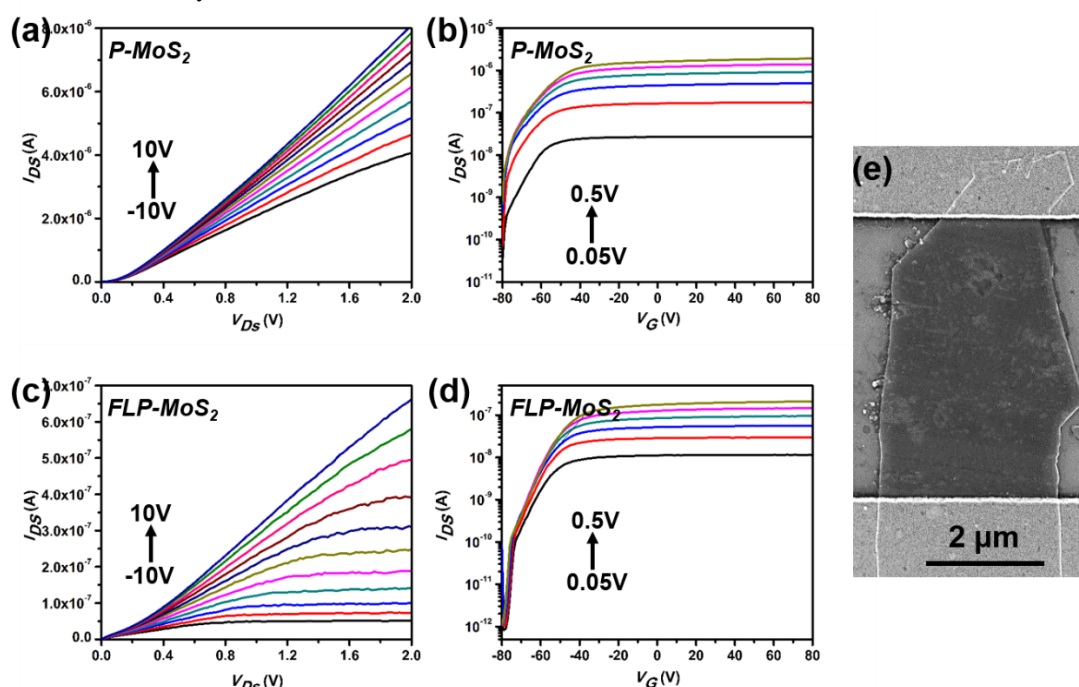 (a)
P-MoS₂
8.0x10⁻⁶
6.0x10⁻⁶
4.0x10⁻⁶
2.0x10⁻⁶
0.0
I_DS (A)
10V
-10V
0.0 0.4 0.8 1.2 1.6 2.0
V_Ds (V)
(b)
P-MoS₂
10⁻⁵
10⁻⁶
10⁻⁷
10⁻⁸
10⁻⁹
10⁻¹⁰
10⁻¹¹
I_DS (A)
0.5V
0.05V
-80 -60 -40 -20 0 20 40 60 80
V_G (V)
(c)
FLP-MoS₂
7.0x10⁻⁷
6.0x10⁻⁷
5.0x10⁻⁷
4.0x10⁻⁷
3.0x10⁻⁷
2.0x10⁻⁷
1.0x10⁻⁷
0.0
I_DS (A)
10V
-10V
0.0 0.4 0.8 1.2 1.6 2.0
V_Ds (V)
(d)
FLP-MoS₂
10⁻⁷
10⁻⁸
10⁻⁹
10⁻¹⁰
10⁻¹¹
10⁻¹²
I_DS (A)
0.5V
0.05V
-80 -60 -40 -20 0 20 40 60 80
V_G (V)
(e)
2 µm